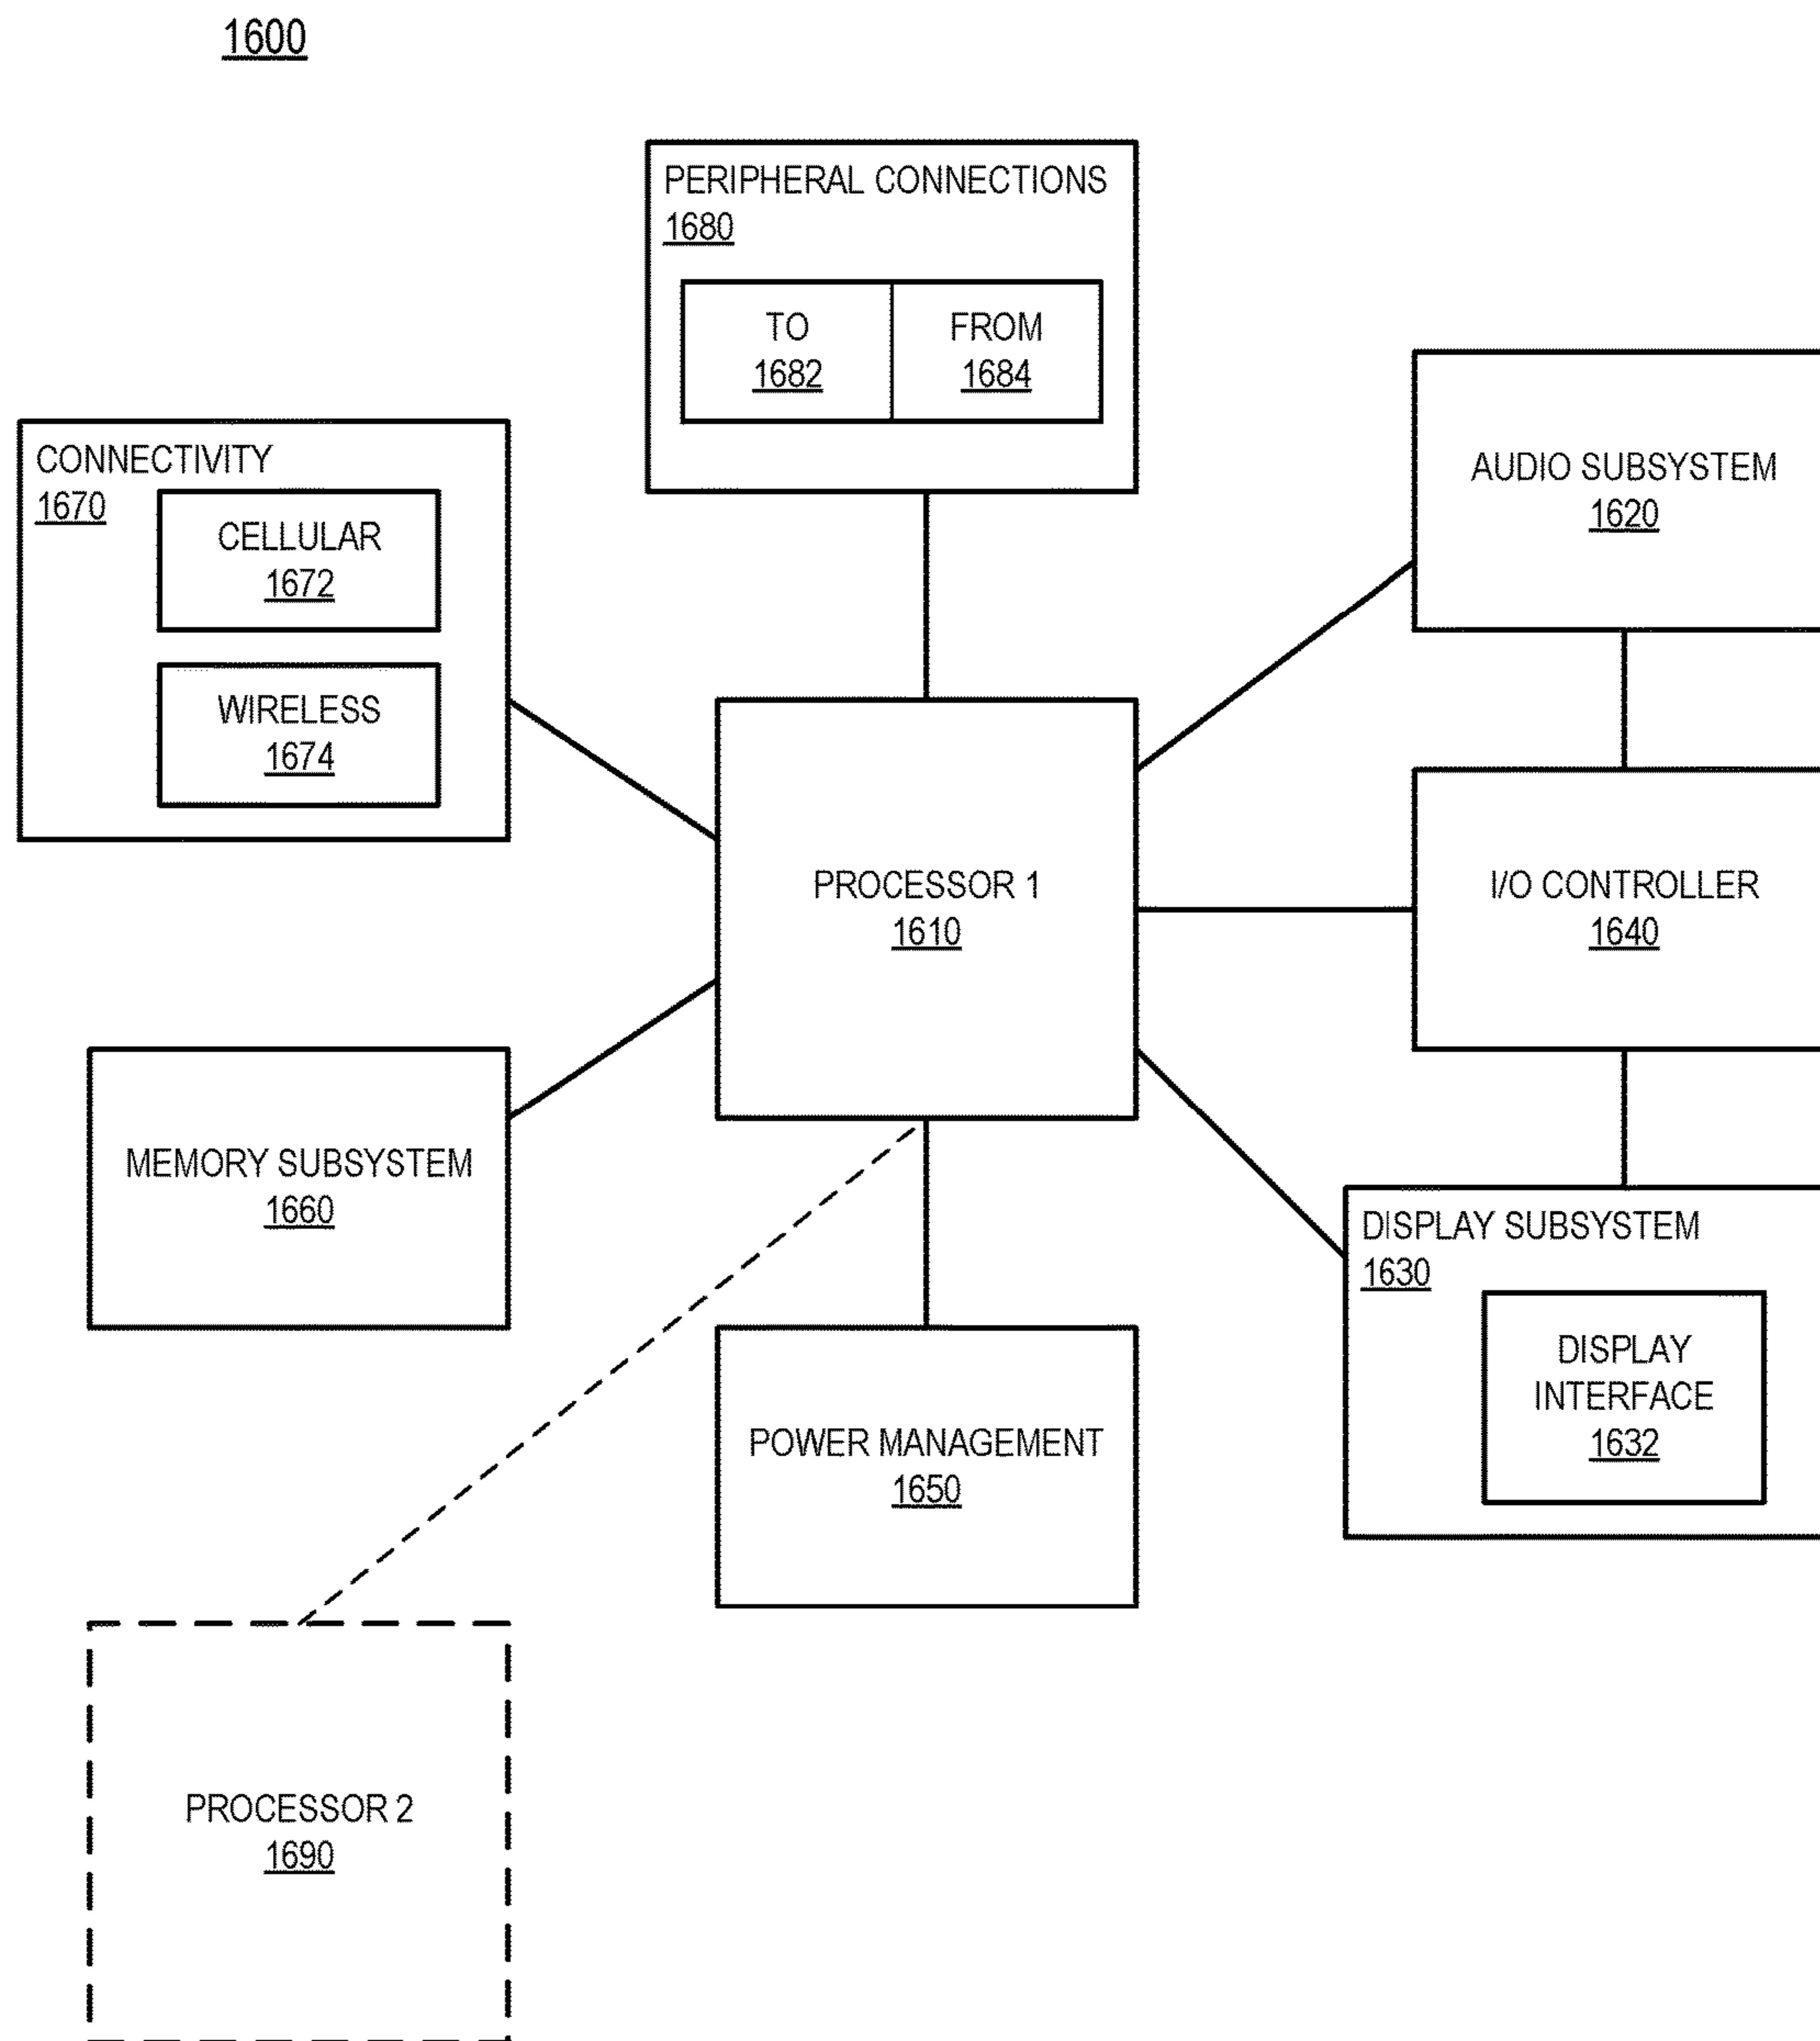 1600
PERIPHERAL CONNECTIONS
1680
TO
1682
FROM
1684
CONNECTIVITY
1670
CELLULAR
1672
WIRELESS
1674
AUDIO SUBSYSTEM
1620
PROCESSOR 1
1610
I/O CONTROLLER
1640
MEMORY SUBSYSTEM
1660
DISPLAY SUBSYSTEM
1630
DISPLAY
INTERFACE
1632
POWER MANAGEMENT
1650
PROCESSOR 2
1690